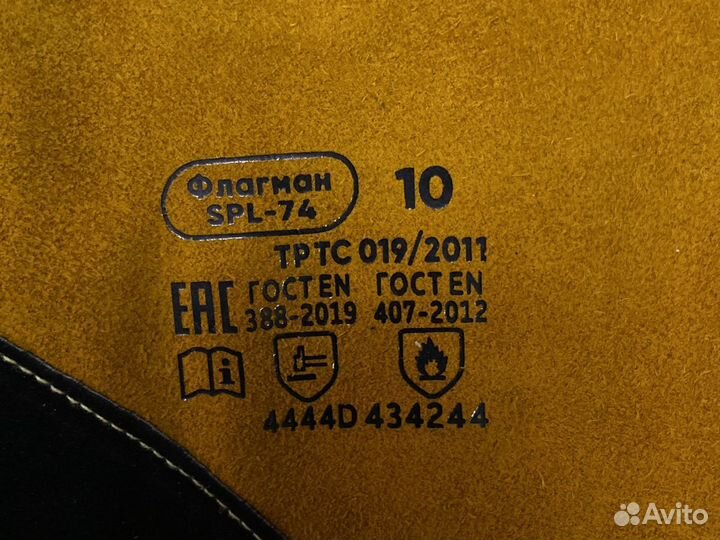 Флагман
SPL-74
10
ТР ТС 019/2011
EAC
ГОСТ EN
388-2019
ГОСТ EN
407-2012
i
4444D 434244
Avito